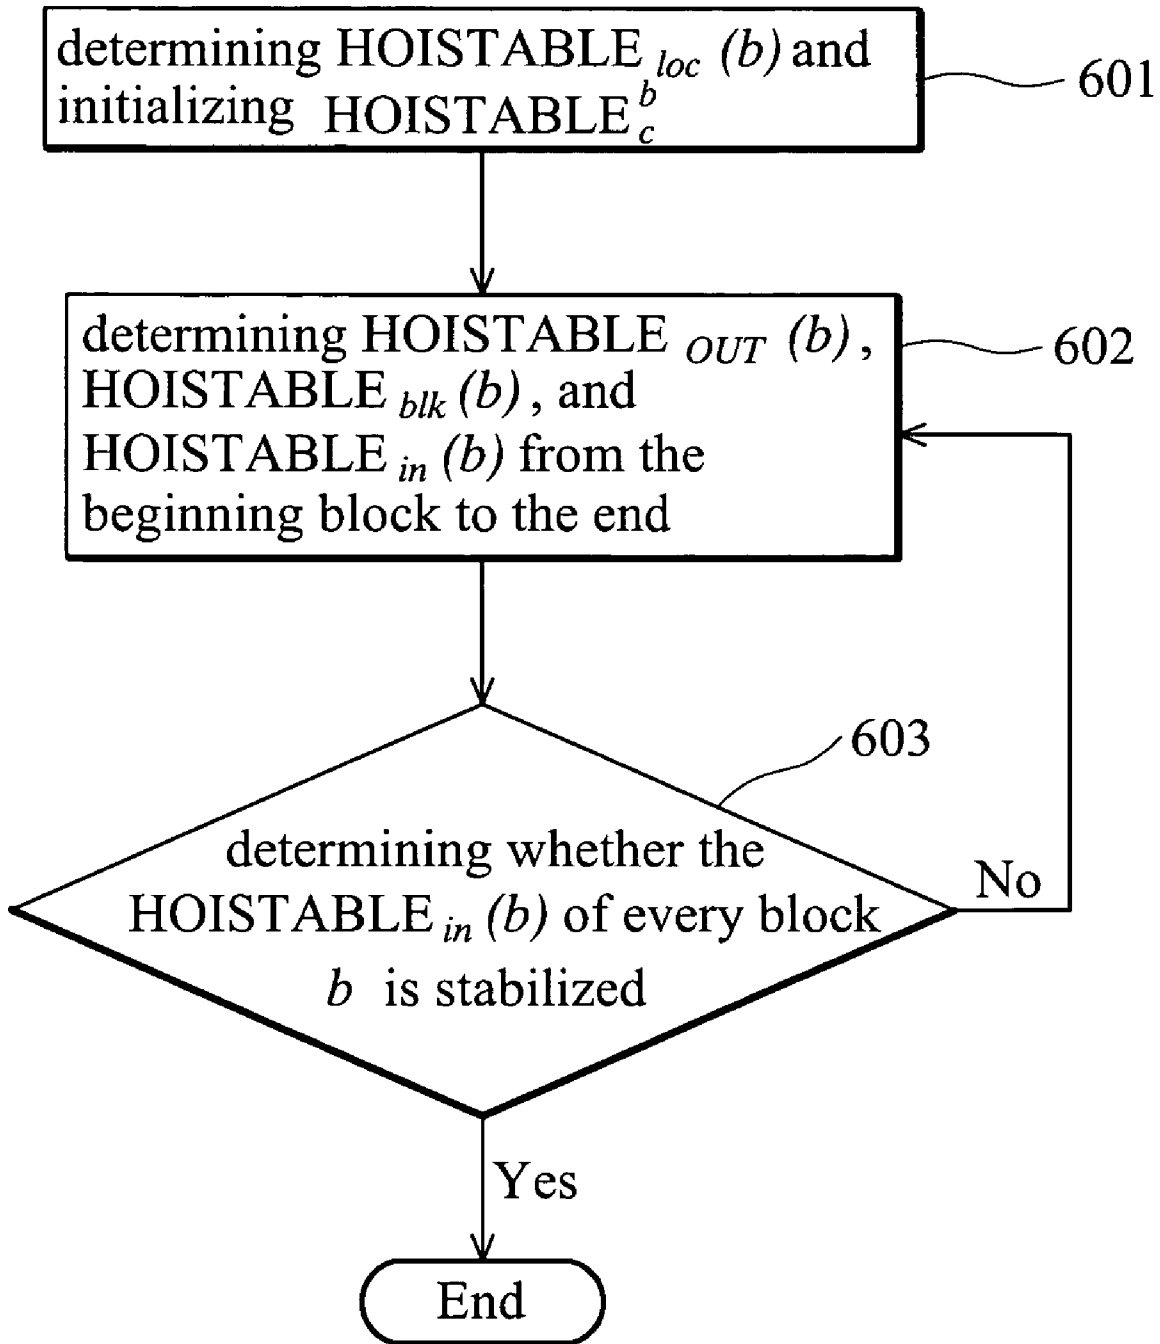 determining HOISTABLE loc (b) and
initializing HOISTABLE b c
601
determining HOISTABLE OUT (b),
HOISTABLE blk (b), and
HOISTABLE in (b) from the
beginning block to the end
602
603
determining whether the
HOISTABLE in (b) of every block
b is stabilized
No
Yes
End